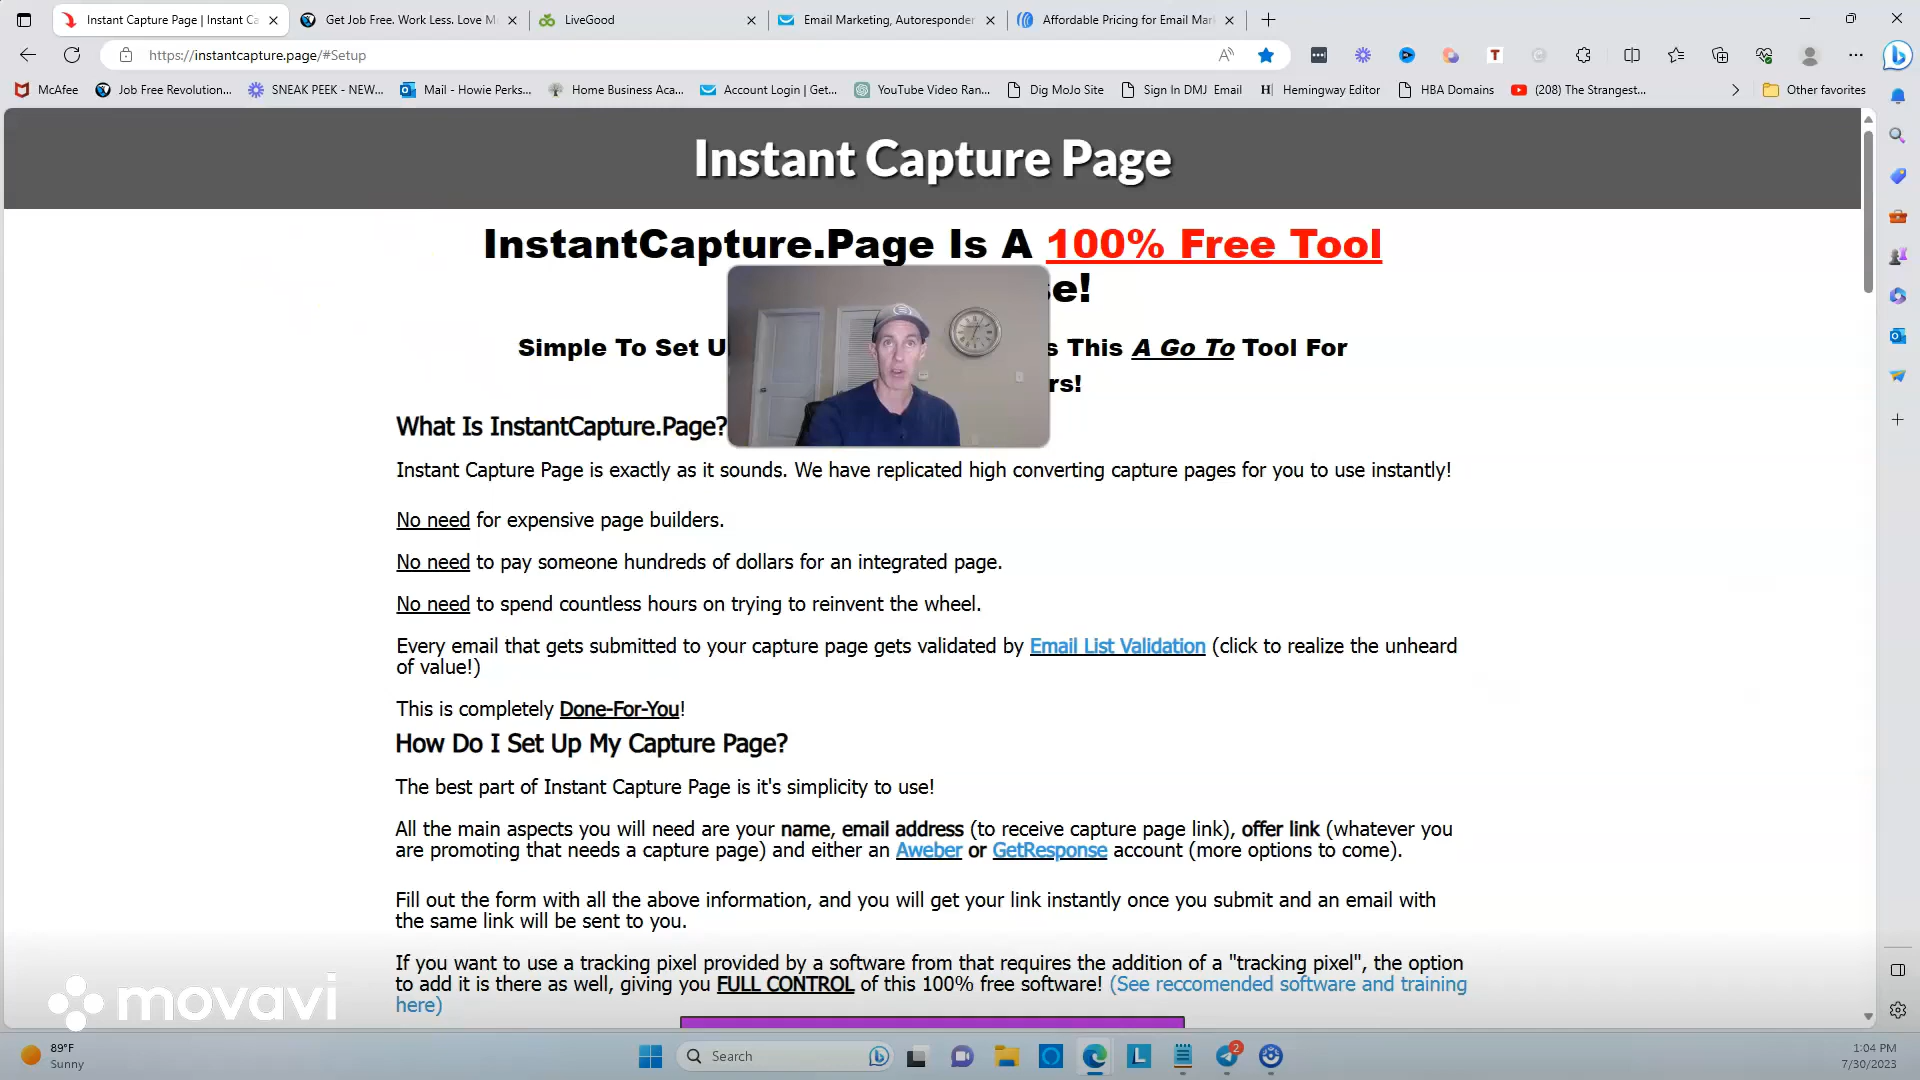 Instant Capture Page | Instant Ca
Get Job Free. Work Less. Love M
LiveGood
Email Marketing, Autoresponder
Affordable Pricing for Email Mar
https://instantcapture.page/#Setup
McAfee
Job Free Revolution...
SNEAK PEEK - NEW...
Mail - Howie Perks...
Home Business Aca...
Account Login | Get...
YouTube Video Ran...
Dig MoJo Site
Sign In DMJ Email
Hemingway Editor
HBA Domains
(208) The Strangest...
Other favorites
Instant Capture Page
InstantCapture.Page Is A 100% Free Tool
se!
Simple To Set U
s This A Go To Tool For
rs!
What Is InstantCapture.Page?
Instant Capture Page is exactly as it sounds. We have replicated high converting capture pages for you to use instantly!
No need for expensive page builders.
No need to pay someone hundreds of dollars for an integrated page.
No need to spend countless hours on trying to reinvent the wheel.
Every email that gets submitted to your capture page gets validated by Email List Validation (click to realize the unheard
of value!)
This is completely Done-For-You!
How Do I Set Up My Capture Page?
The best part of Instant Capture Page is it's simplicity to use!
All the main aspects you will need are your name, email address (to receive capture page link), offer link (whatever you
are promoting that needs a capture page) and either an Aweber or GetResponse account (more options to come).
Fill out the form with all the above information, and you will get your link instantly once you submit and an email with
the same link will be sent to you.
If you want to use a tracking pixel provided by a software from that requires the addition of a "tracking pixel", the option
to add it is there as well, giving you FULL CONTROL of this 100% free software! (See reccomended software and training
here)
movavi
89°F
Sunny
Search
2
1:04 PM
7/30/2023